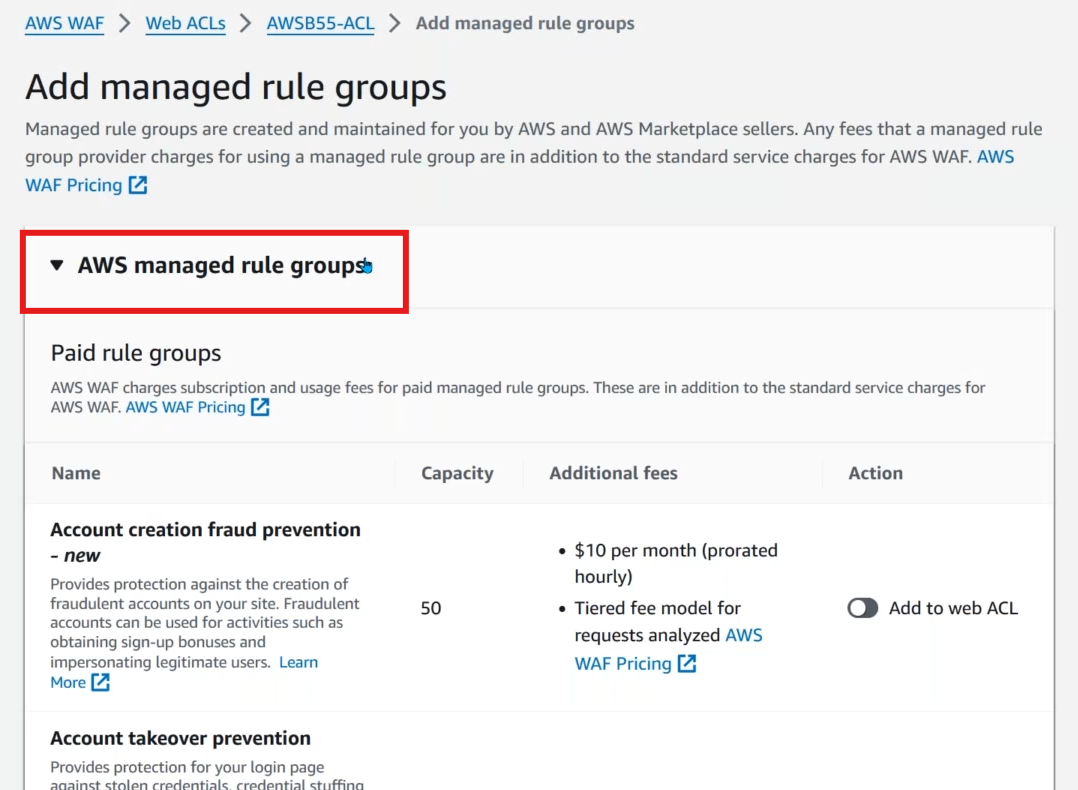 AWS WAF > Web ACLs > AWSB55-ACL > Add managed rule groups
Add managed rule groups
Managed rule groups are created and maintained for you by AWS and AWS Marketplace sellers. Any fees that a managed rule
group provider charges for using a managed rule group are in addition to the standard service charges for AWS WAF. AWS
WAF Pricing
AWS managed rule groups
Paid rule groups
AWS WAF charges subscription and usage fees for paid managed rule groups. These are in addition to the standard service charges for
AWS WAF. AWS WAF Pricing
Name Capacity Additional fees Action
Account creation fraud prevention
- new
Provides protection against the creation of
fraudulent accounts on your site. Fraudulent
accounts can be used for activities such as
obtaining sign-up bonuses and
impersonating legitimate users. Learn
More
50
• $10 per month (prorated
hourly)
• Tiered fee model for
requests analyzed AWS
WAF Pricing
Add to web ACL
Account takeover prevention
Provides protection for your login page
against stolen credentials, credential stuffing